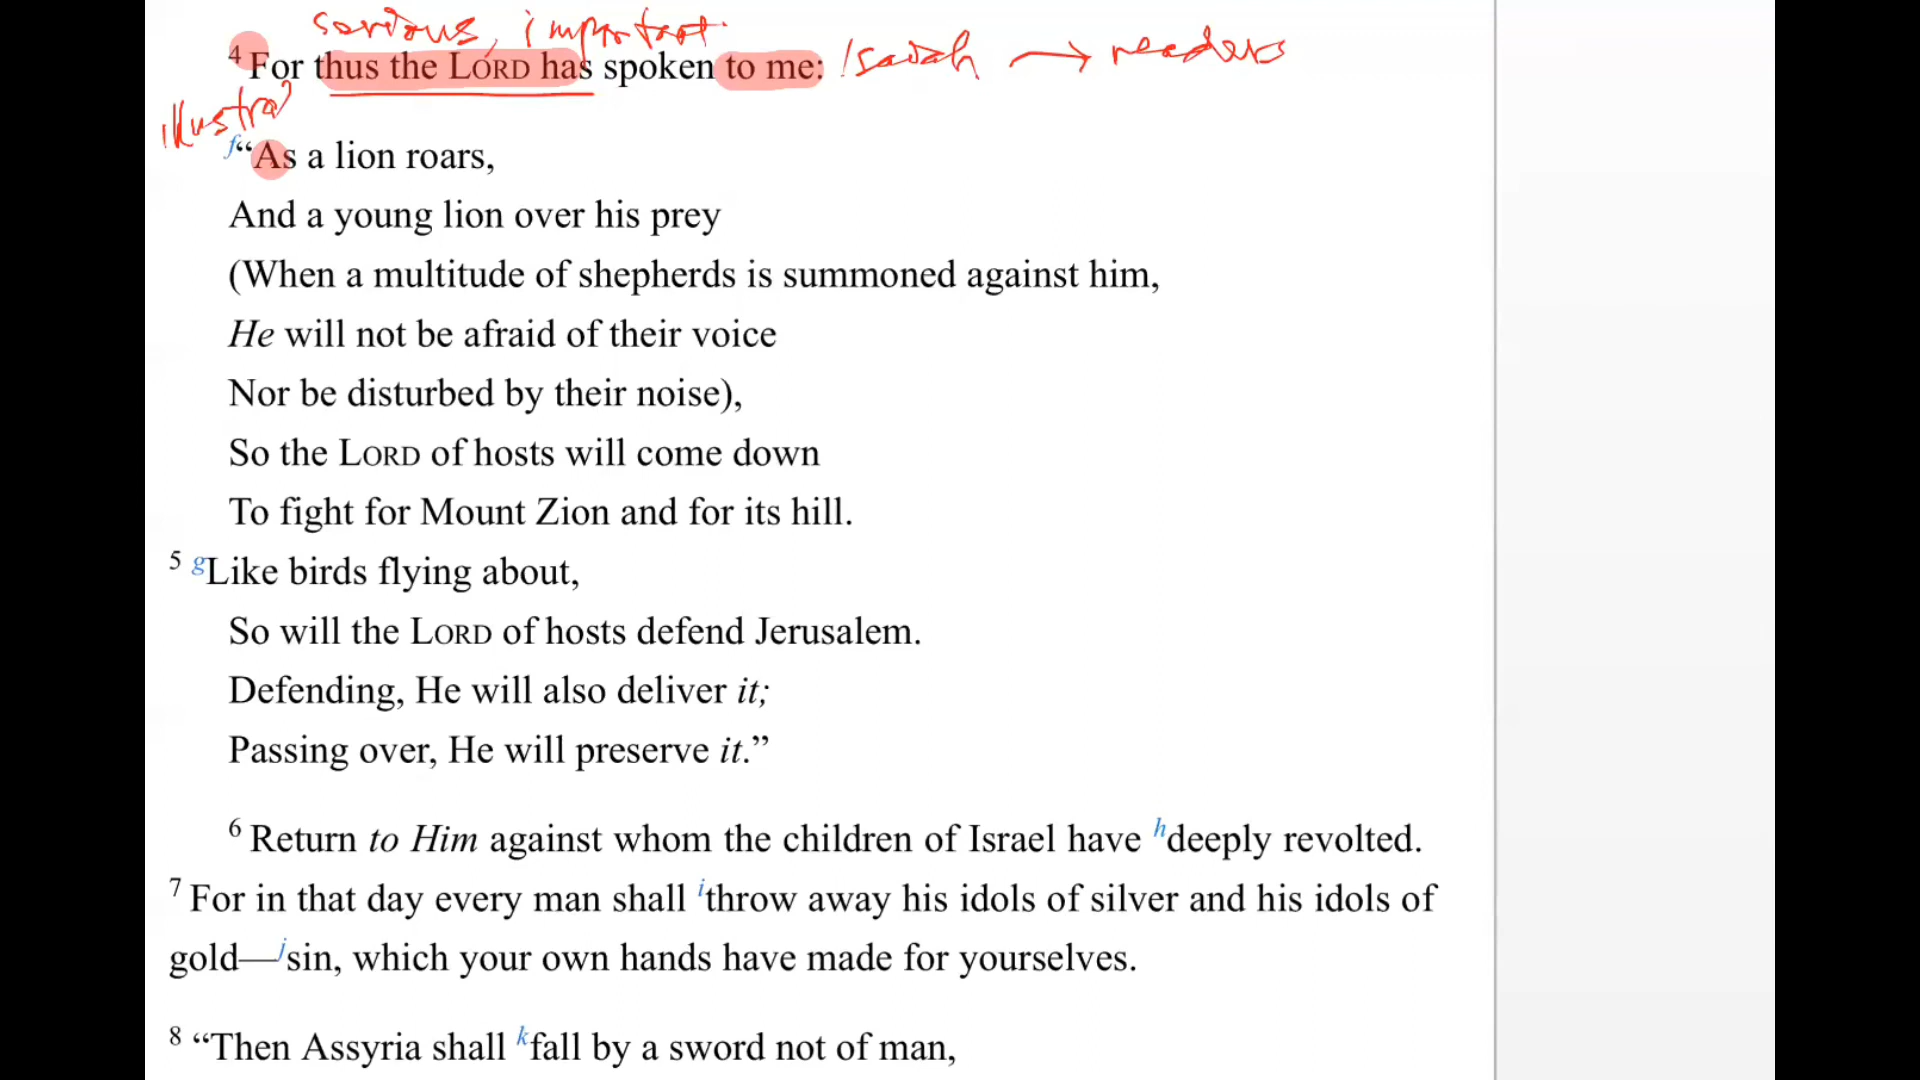 serious, important
4 For thus the LORD has spoken to me: Isaiah → readers
illustra
f“As a lion roars,
And a young lion over his prey
(When a multitude of shepherds is summoned against him,
He will not be afraid of their voice
Nor be disturbed by their noise),
So the LORD of hosts will come down
To fight for Mount Zion and for its hill.
5 gLike birds flying about,
So will the LORD of hosts defend Jerusalem.
Defending, He will also deliver it;
Passing over, He will preserve it.”
6 Return to Him against whom the children of Israel have hdeeply revolted.
7 For in that day every man shall ithrow away his idols of silver and his idols of
gold—jsin, which your own hands have made for yourselves.
8 “Then Assyria shall kfall by a sword not of man,